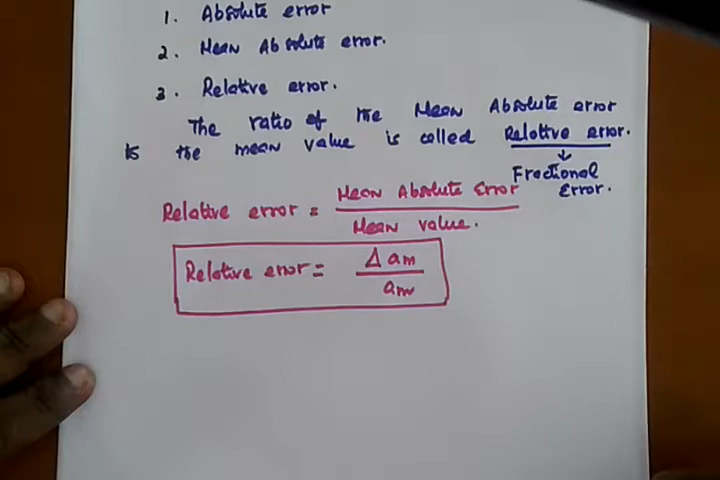 1. Absolute error
2. Mean Absolute error.
3. Relative error.
The ratio of the Mean Absolute error
to the mean value is called Relative error.
↓
Fractional
Error.
Relative error = Mean Absolute Error
Mean value.
Relative error = Δam
am